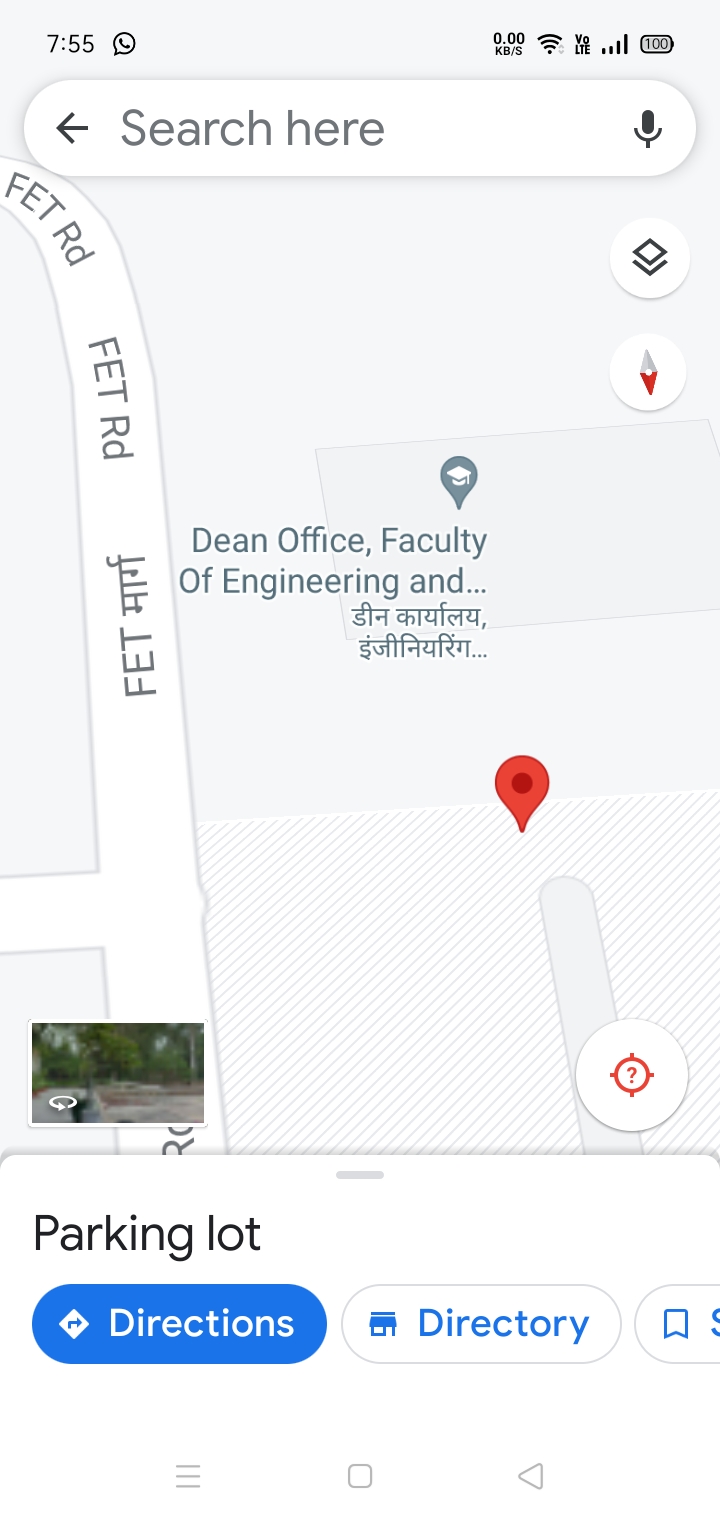 7:55
0.00
KB/S
Vo
LTE
100
Search here
FET Rd
FET Rd
Dean Office, Faculty
Of Engineering and...
डीन कार्यालय,
इंजीनियरिंग...
FET मार्ग
?
Parking lot
Directions
Directory